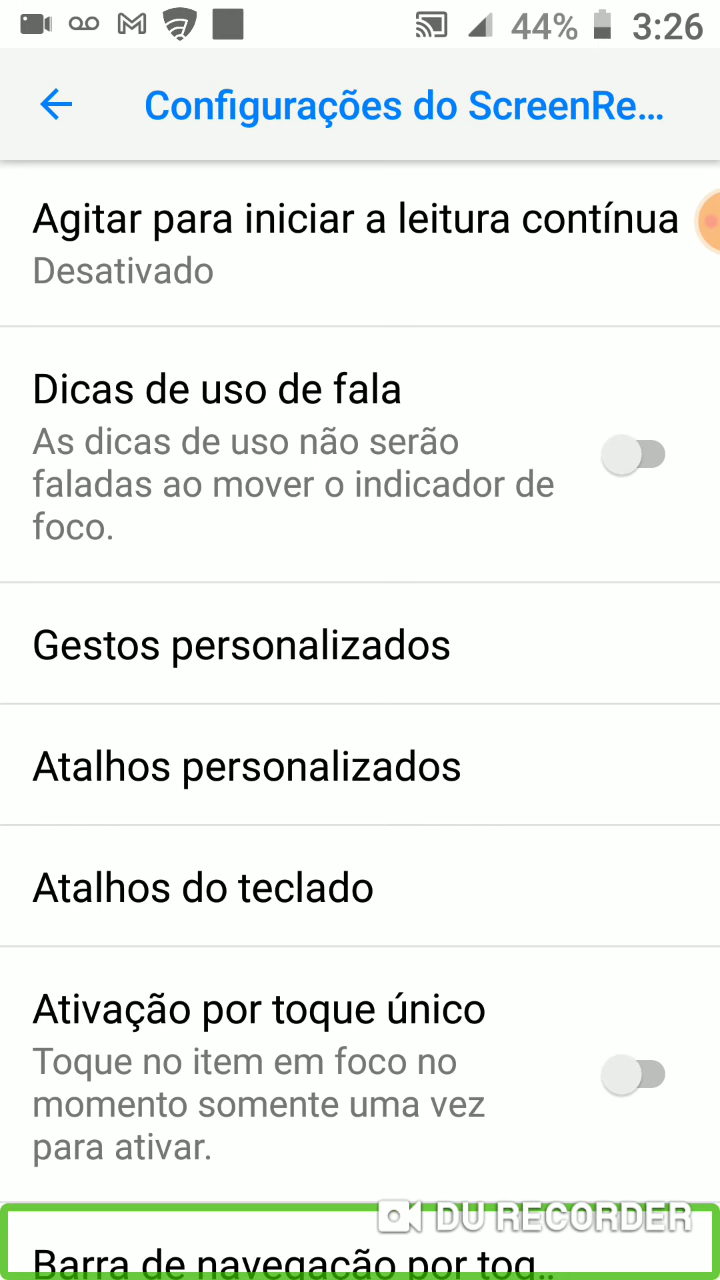 44% 3:26
Configurações do ScreenRe...
Agitar para iniciar a leitura contínua
Desativado
Dicas de uso de fala
As dicas de uso não serão
faladas ao mover o indicador de
foco.
Gestos personalizados
Atalhos personalizados
Atalhos do teclado
Ativação por toque único
Toque no item em foco no
momento somente uma vez
para ativar.
DU RECORDER
Barra de navegação por toq..